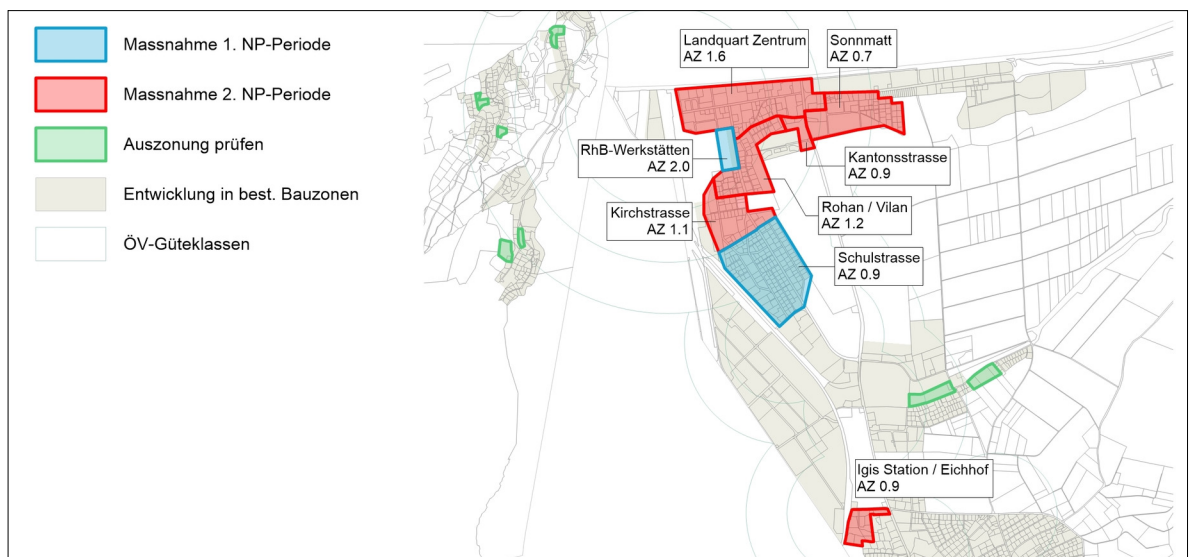 Massnahme 1. NP-Periode
Massnahme 2. NP-Periode
Auszonung prüfen
Entwicklung in best. Bauzonen
ÖV-Güteklassen
Landquart Zentrum
AZ 1.6
Sonnmatt
AZ 0.7
RhB-Werkstätten
AZ 2.0
Kantonsstrasse
AZ 0.9
Kirchstrasse
AZ 1.1
Rohan / Vilan
AZ 1.2
Schulstrasse
AZ 0.9
Igis Station / Eichhof
AZ 0.9